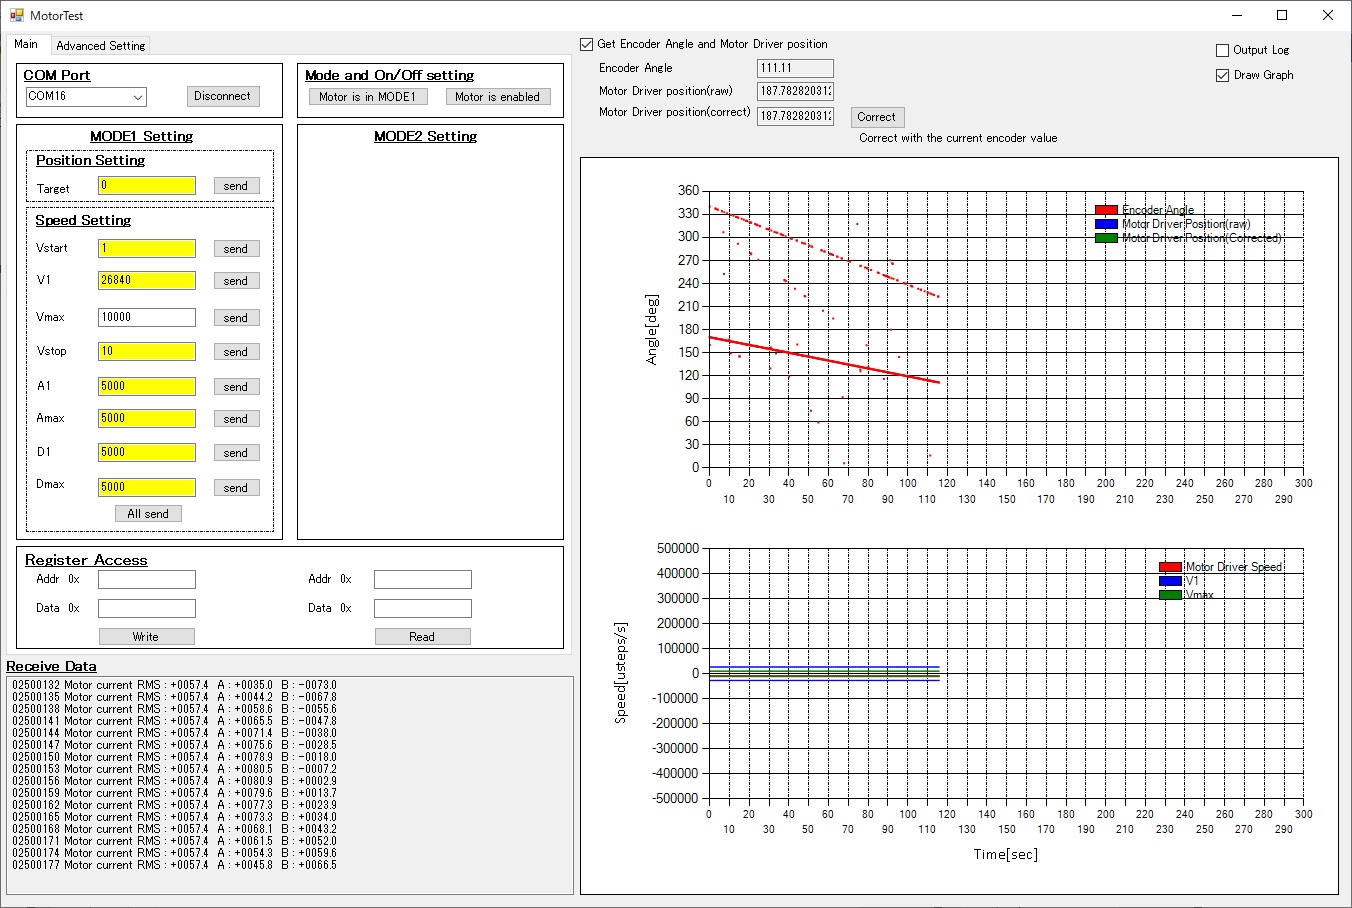 MotorTest
Main
Advanced Setting
COM Port
COM16
Disconnect
Mode and On/Off setting
Motor is in MODE1
Motor is enabled
MODE1 Setting
Position Setting
Target
0
send
Speed Setting
Vstart
1
send
V1
26840
send
Vmax
10000
send
Vstop
10
send
A1
5000
send
Amax
5000
send
D1
5000
send
Dmax
5000
send
All send
MODE2 Setting
Register Access
Addr 0x
Data 0x
Write
Addr 0x
Data 0x
Read
Receive Data
02500132 Motor current RMS : +0057.4 A : +0035.0 B : -0073.0
02500135 Motor current RMS : +0057.4 A : +0044.2 B : -0067.8
02500138 Motor current RMS : +0057.4 A : +0058.6 B : -0055.6
02500141 Motor current RMS : +0057.4 A : +0065.5 B : -0047.8
02500144 Motor current RMS : +0057.4 A : +0071.4 B : -0038.0
02500147 Motor current RMS : +0057.4 A : +0075.6 B : -0028.5
02500150 Motor current RMS : +0057.4 A : +0078.9 B : -0018.0
02500153 Motor current RMS : +0057.4 A : +0080.5 B : -0007.2
02500156 Motor current RMS : +0057.4 A : +0080.9 B : +0002.9
02500159 Motor current RMS : +0057.4 A : +0079.6 B : +0013.7
02500162 Motor current RMS : +0057.4 A : +0077.3 B : +0023.9
02500165 Motor current RMS : +0057.4 A : +0073.3 B : +0034.0
02500168 Motor current RMS : +0057.4 A : +0068.1 B : +0043.2
02500171 Motor current RMS : +0057.4 A : +0061.5 B : +0052.0
02500174 Motor current RMS : +0057.4 A : +0054.3 B : +0059.6
02500177 Motor current RMS : +0057.4 A : +0045.8 B : +0066.5
Get Encoder Angle and Motor Driver position
Encoder Angle
111.11
Motor Driver position(raw)
187.782820312
Motor Driver position(correct)
187.782820312
Correct
Correct with the current encoder value
Output Log
Draw Graph
Angle[deg]
360
330
300
270
240
210
180
150
120
90
60
30
0
Encoder Angle
Motor Driver Position(raw)
Motor Driver Position(Corrected)
0 20 40 60 80 100 120 140 160 180 200 220 240 260 280 300
10 30 50 70 90 110 130 150 170 190 210 230 250 270 290
Speed[usteps/s]
500000
400000
300000
200000
100000
0
-100000
-200000
-300000
-400000
-500000
Motor Driver Speed
V1
Vmax
0 20 40 60 80 100 120 140 160 180 200 220 240 260 280 300
10 30 50 70 90 110 130 150 170 190 210 230 250 270 290
Time[sec]